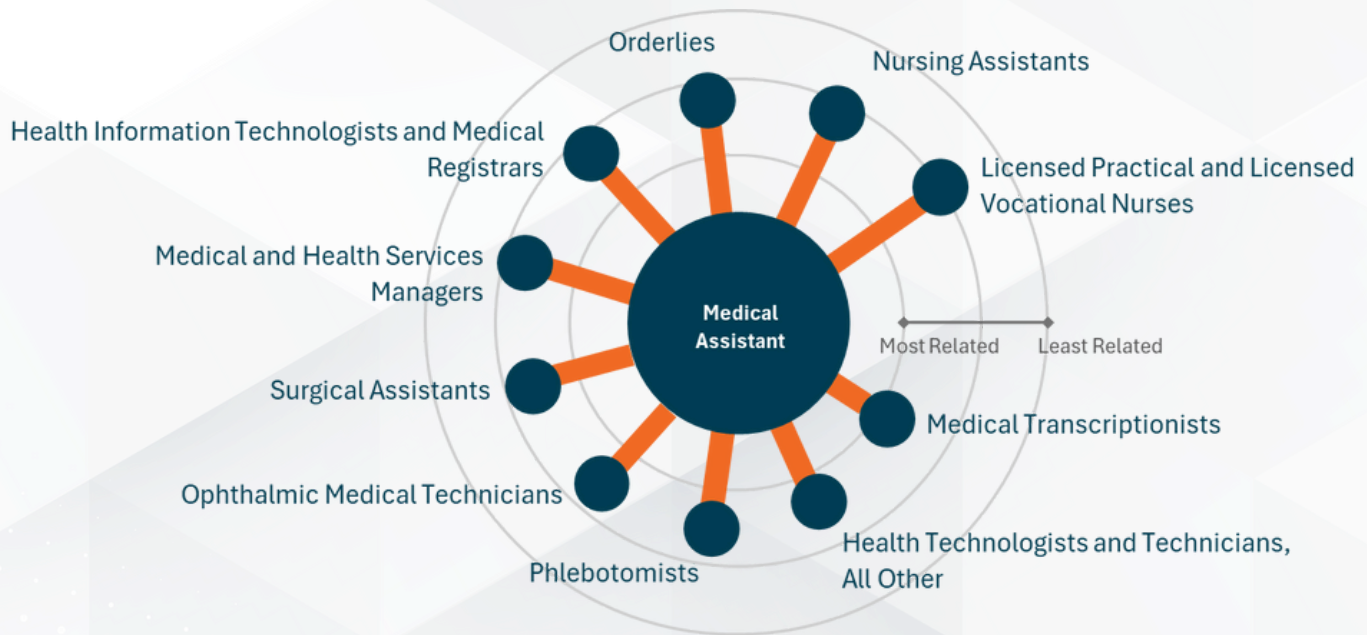 Orderlies
Nursing Assistants
Health Information Technologists and Medical
Registrars
Licensed Practical and Licensed
Vocational Nurses
Medical and Health Services
Managers
Medical
Assistant
Most Related
Least Related
Surgical Assistants
Medical Transcriptionists
Ophthalmic Medical Technicians
Health Technologists and Technicians,
All Other
Phlebotomists